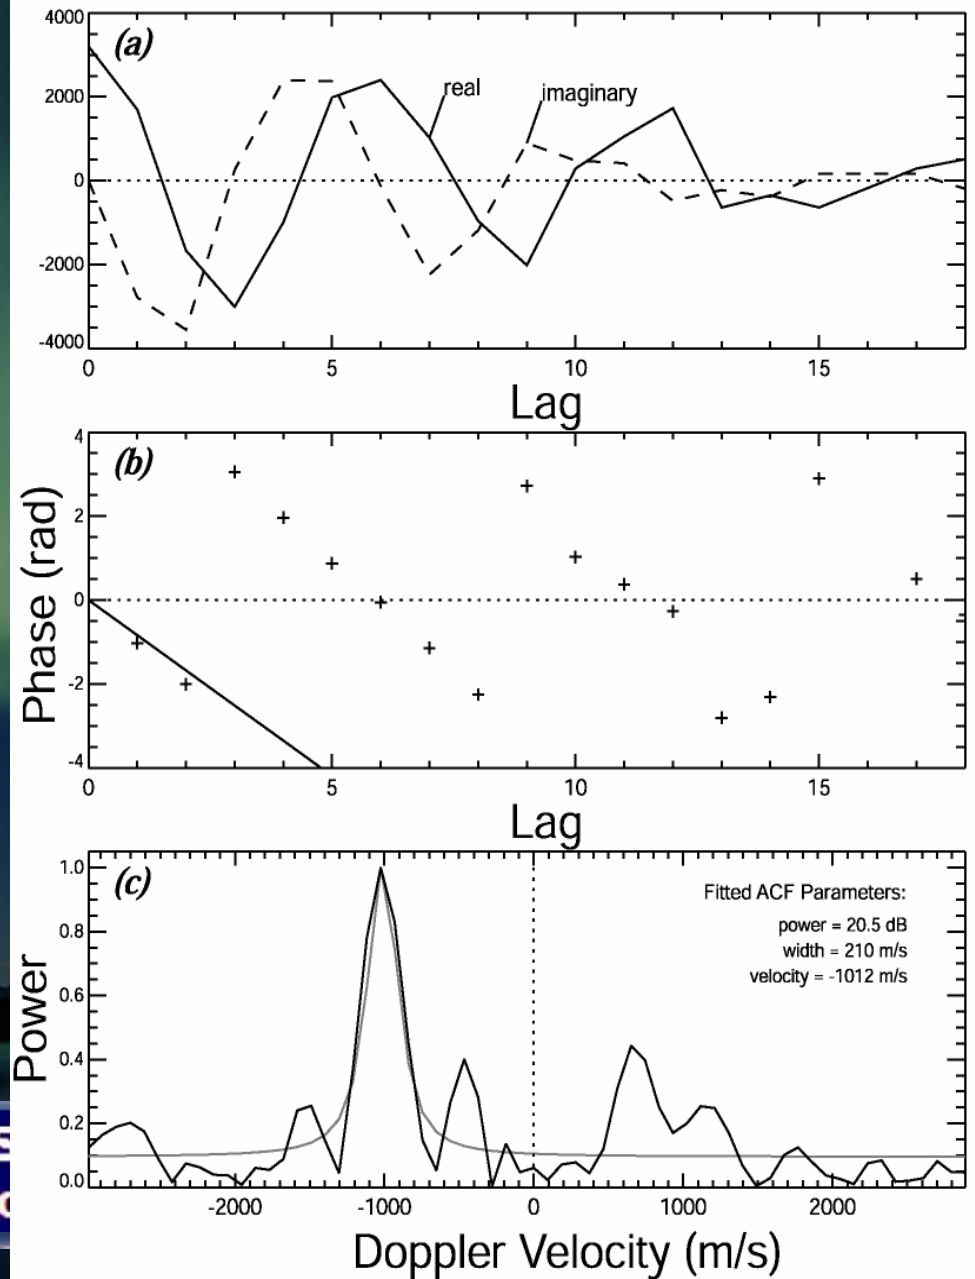 (a)
4000
2000
0
-2000
-4000
real
imaginary
0 5 10 15
Lag
(b)
Phase (rad)
4
2
0
-2
-4
0 5 10 15
Lag
(c)
Power
1.0
0.8
0.6
0.4
0.2
0.0
Fitted ACF Parameters:
power = 20.5 dB
width = 210 m/s
velocity = -1012 m/s
-2000 -1000 0 1000 2000
Doppler Velocity (m/s)